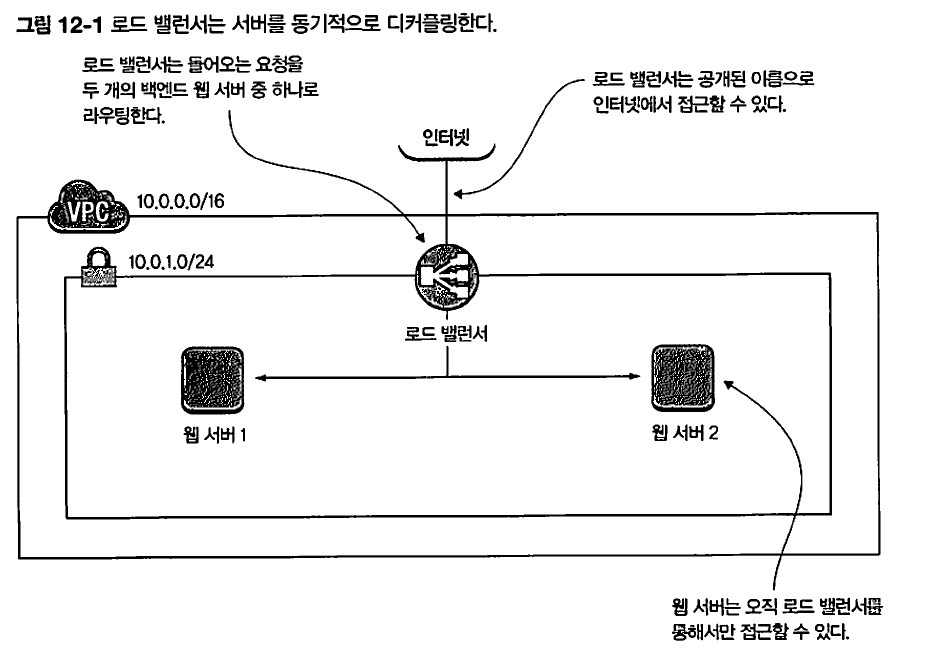 그림 12-1 로드 밸런서는 서버를 동기적으로 디커플링한다.
로드 밸런서는 들어오는 요청을
두 개의 백엔드 웹 서버 중 하나로
라우팅한다.
로드 밸런서는 공개된 이름으로
인터넷에서 접근할 수 있다.
인터넷
VPC
10.0.0.0/16
10.0.1.0/24
로드 밸런서
웹 서버 1
웹 서버 2
웹 서버는 오직 로드 밸런서를
통해서만 접근할 수 있다.